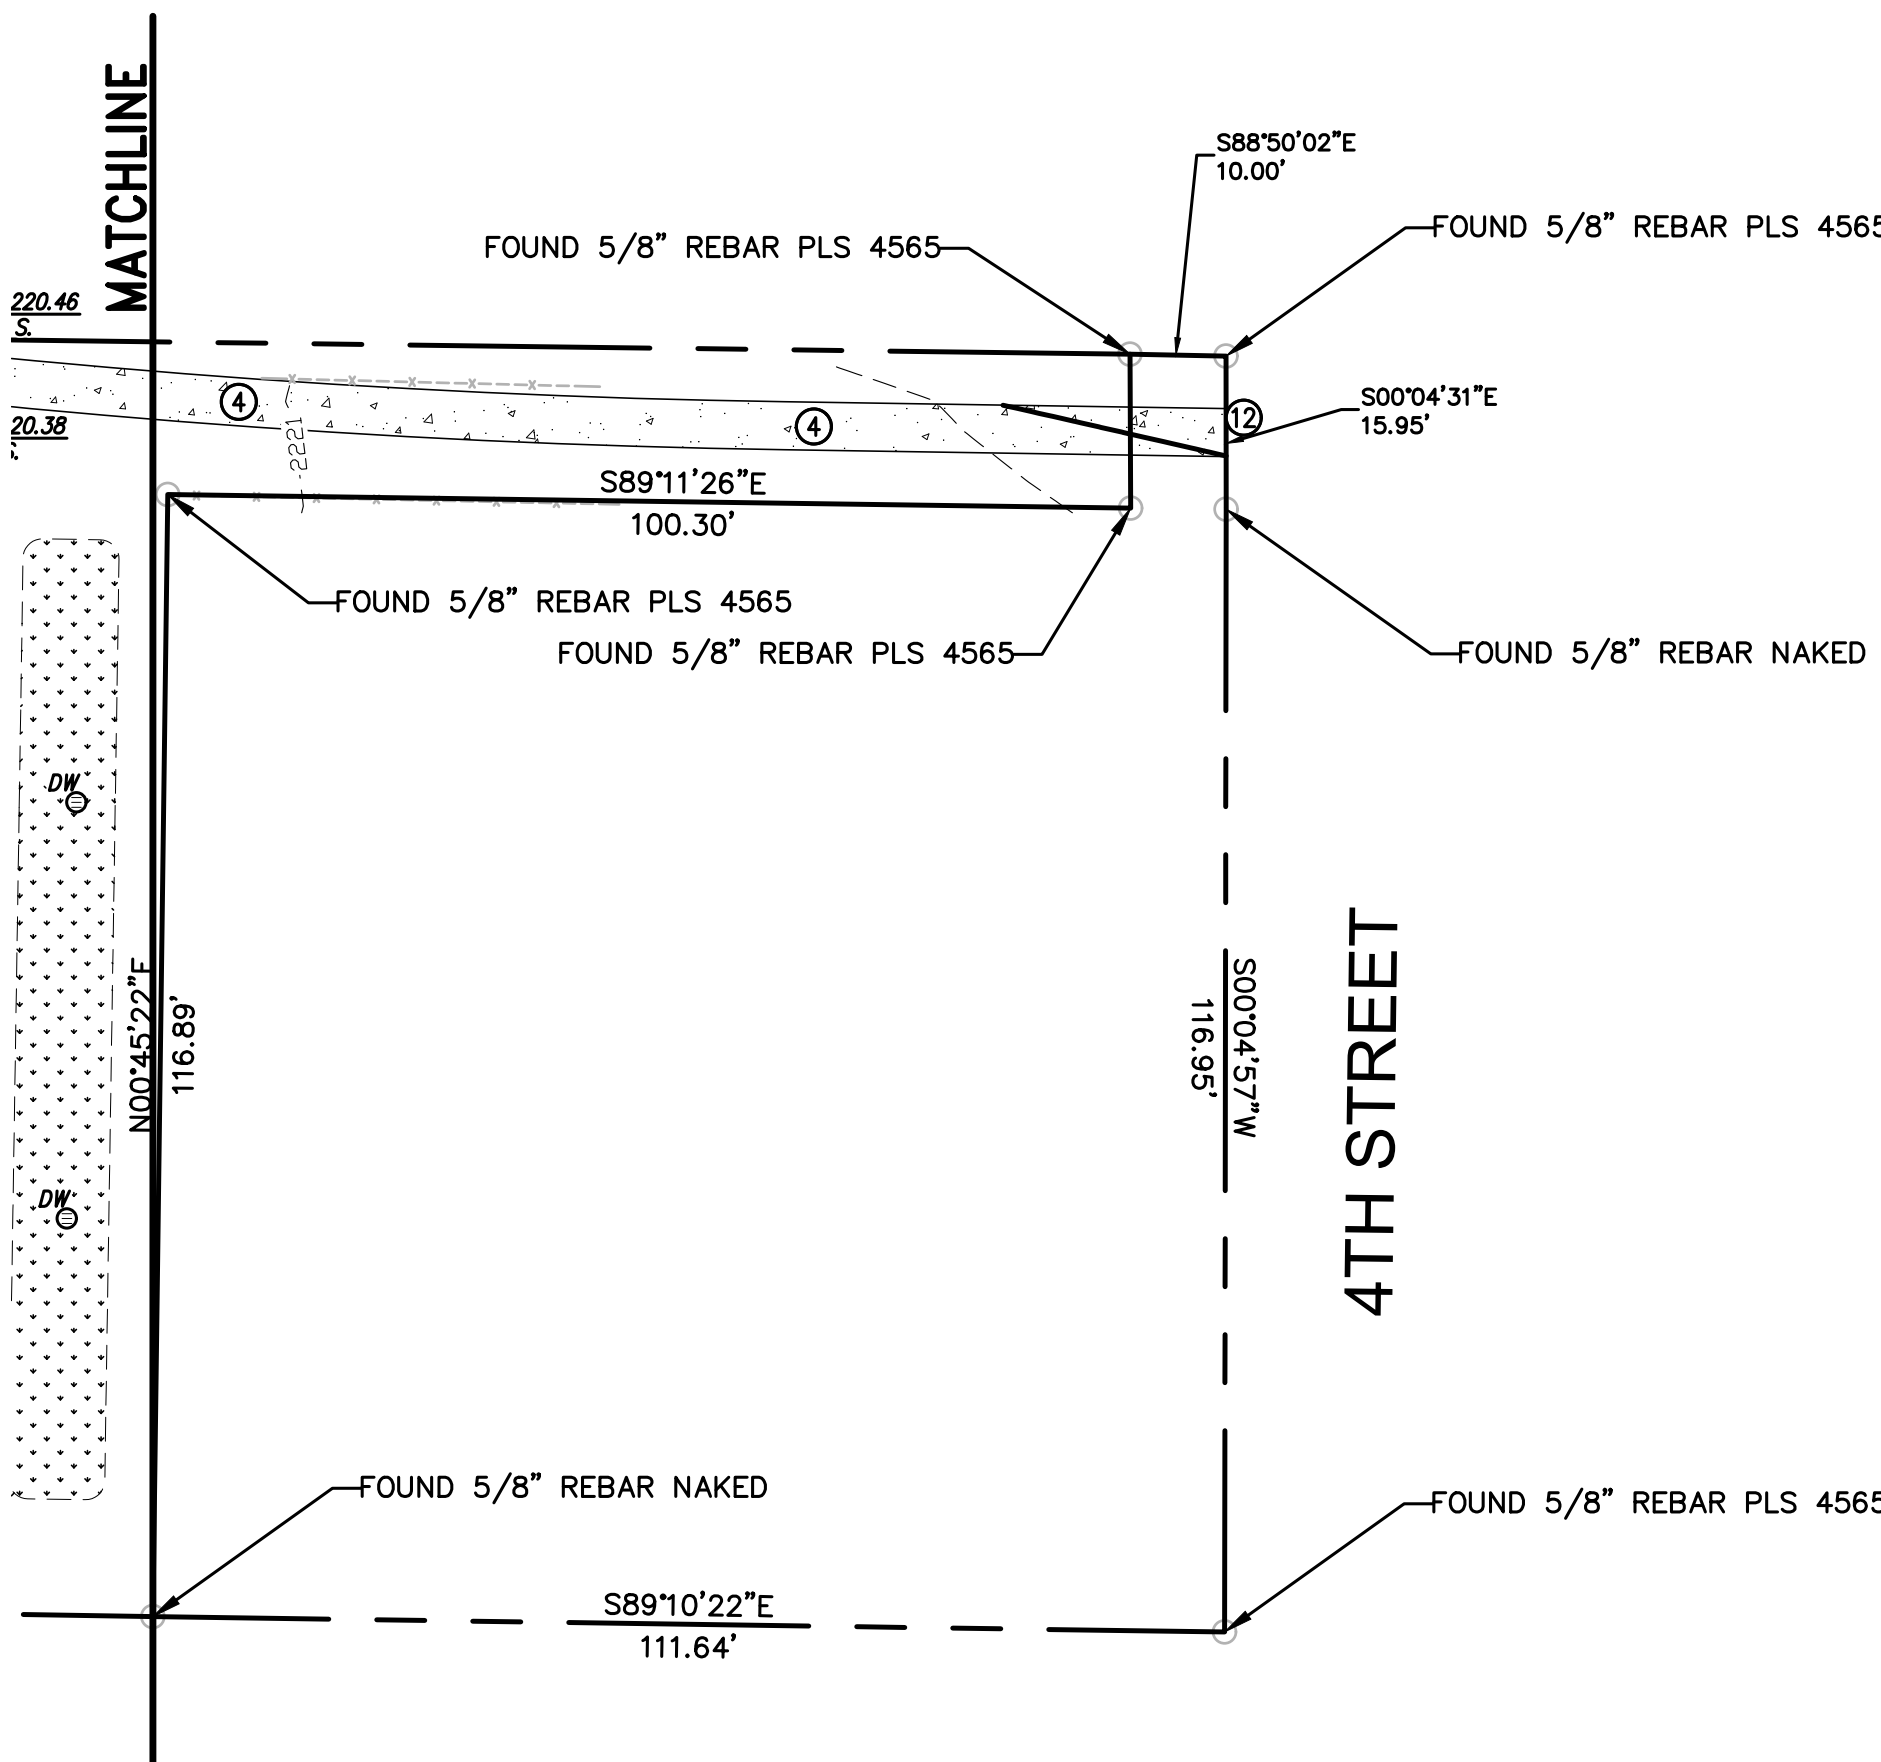 MATCHLINE
S88°50'02"E
10.00'
FOUND 5/8" REBAR PLS 4565
FOUND 5/8" REBAR PLS 4565
220.46
S.
4
4
12
S00°04'31"E
15.95'
20.38
2221
S89°11'26"E
100.30'
FOUND 5/8" REBAR PLS 4565
FOUND 5/8" REBAR PLS 4565
FOUND 5/8" REBAR NAKED
DW
DW
N00°45'22"E
116.89'
S00°04'57"W
116.95'
4TH STREET
FOUND 5/8" REBAR NAKED
FOUND 5/8" REBAR PLS 4565
S89°10'22"E
111.64'